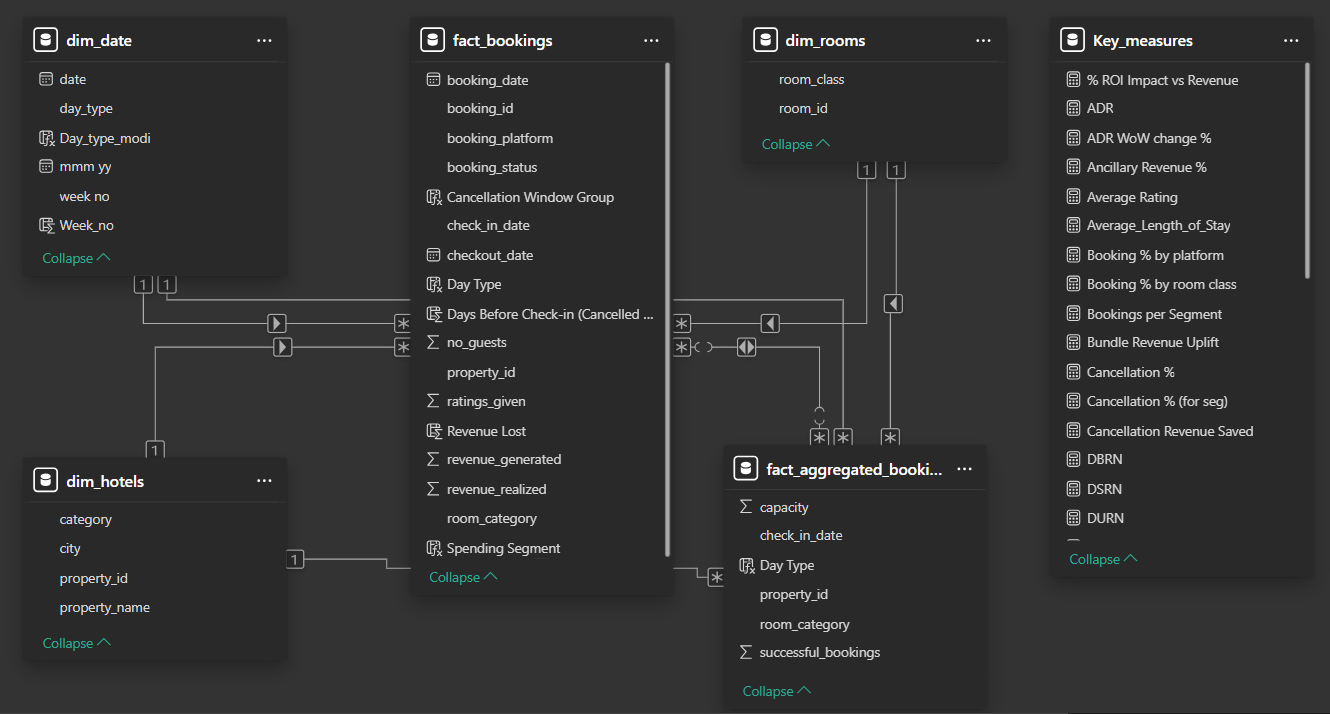 dim_date
date
day_type
Day_type_modi
mmm yy
week no
Week_no
Collapse
fact_bookings
booking_date
booking_id
booking_platform
booking_status
Cancellation Window Group
check_in_date
checkout_date
Day Type
Days Before Check-in (Cancelled ...
no_guests
property_id
ratings_given
Revenue Lost
revenue_generated
revenue_realized
room_category
Spending Segment
Collapse
dim_rooms
room_class
room_id
Collapse
Key_measures
% ROI Impact vs Revenue
ADR
ADR WoW change %
Ancillary Revenue %
Average Rating
Average_Length_of_Stay
Booking % by platform
Booking % by room class
Bookings per Segment
Bundle Revenue Uplift
Cancellation %
Cancellation % (for seg)
Cancellation Revenue Saved
DBRN
DSRN
DURN
Collapse
1 1
1 1
*
*
*
*
1
* * *
dim_hotels
category
city
property_id
property_name
Collapse
1
*
fact_aggregated_booki...
capacity
check_in_date
Day Type
property_id
room_category
successful_bookings
Collapse